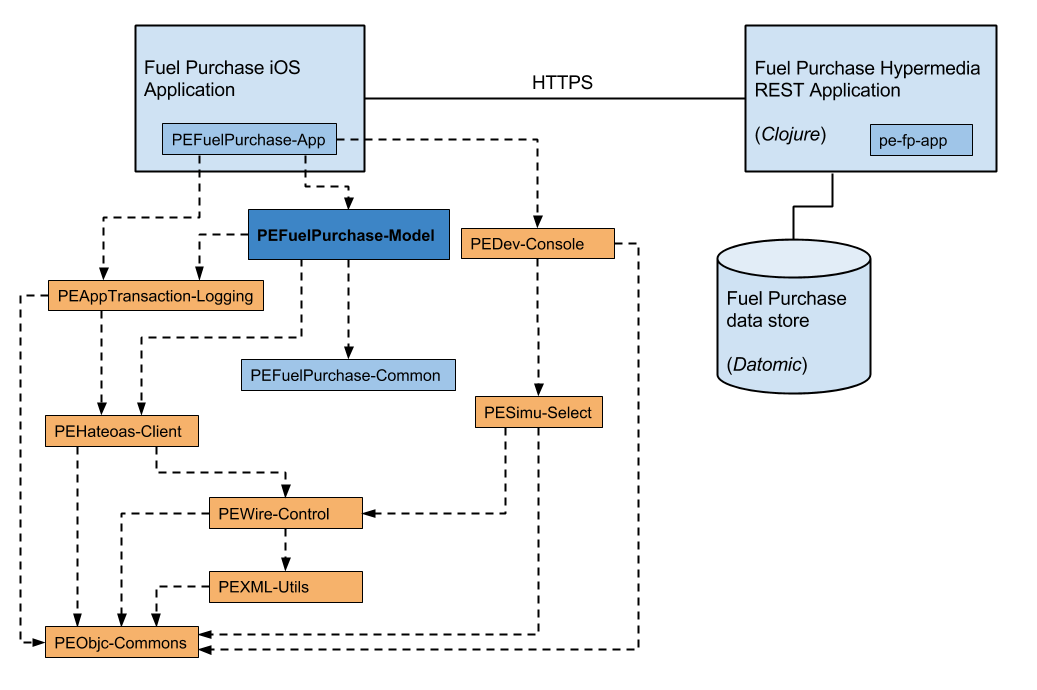 Fuel Purchase iOS
Application
PEFuelPurchase-App
HTTPS
Fuel Purchase Hypermedia
REST Application
(Clojure)
pe-fp-app
PEFuelPurchase-Model
PEDev-Console
PEAppTransaction-Logging
Fuel Purchase
data store
(Datomic)
PEFuelPurchase-Common
PESimu-Select
PEHateoas-Client
PEWire-Control
PEXML-Utils
PEObjc-Commons